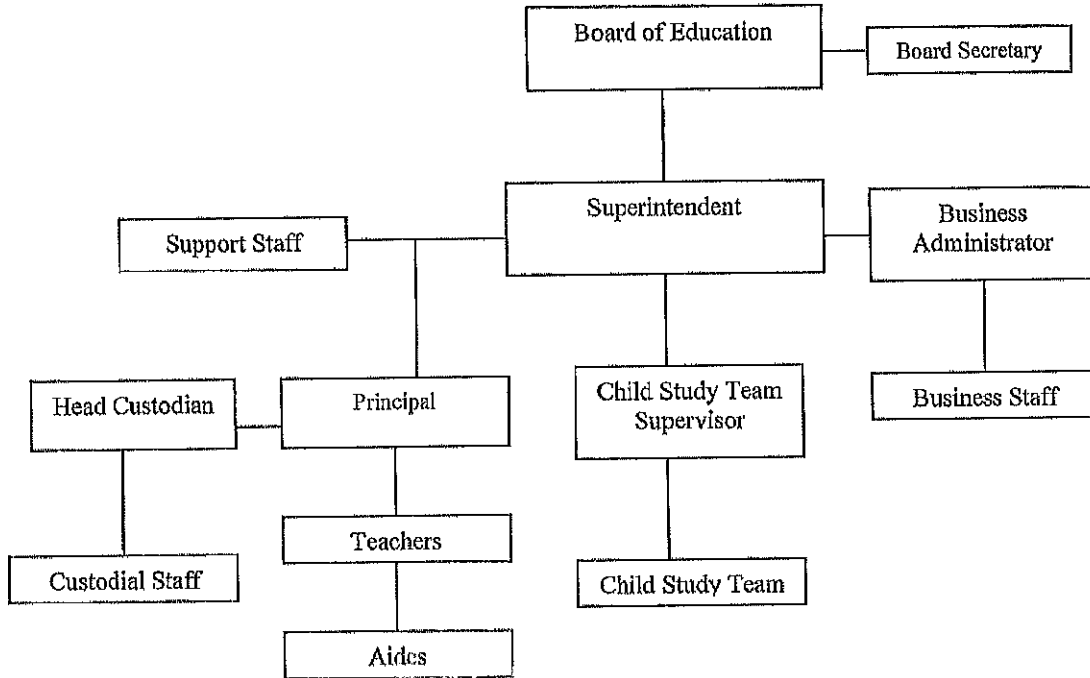 Board of Education
Board Secretary
Superintendent
Business
Administrator
Support Staff
Head Custodian
Principal
Child Study Team
Supervisor
Business Staff
Teachers
Custodial Staff
Child Study Team
Aides